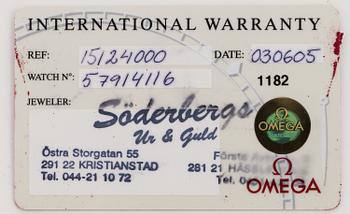 INTERNATIONAL WARRANTY
REF: 15124000 DATE: 030605
WATCH Nº: 57914116 1182
JEWELER: Söderbergs
Ur & Guld
Ω
OMEGA
Östra Storgatan 55 Första
291 22 KRISTIANSTAD 281 21
Tel. 044-21 10 72 Tel.
Ω
OMEGA